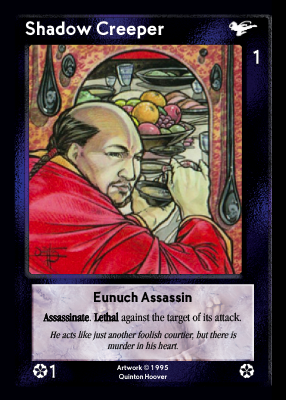 Shadow Creeper
1
Eunuch Assassin
Assassinate. Lethal against the target of its attack.
He acts like just another foolish courtier, but there is
murder in his heart.
Artwork © 1995
Quinton Hoover
1
1